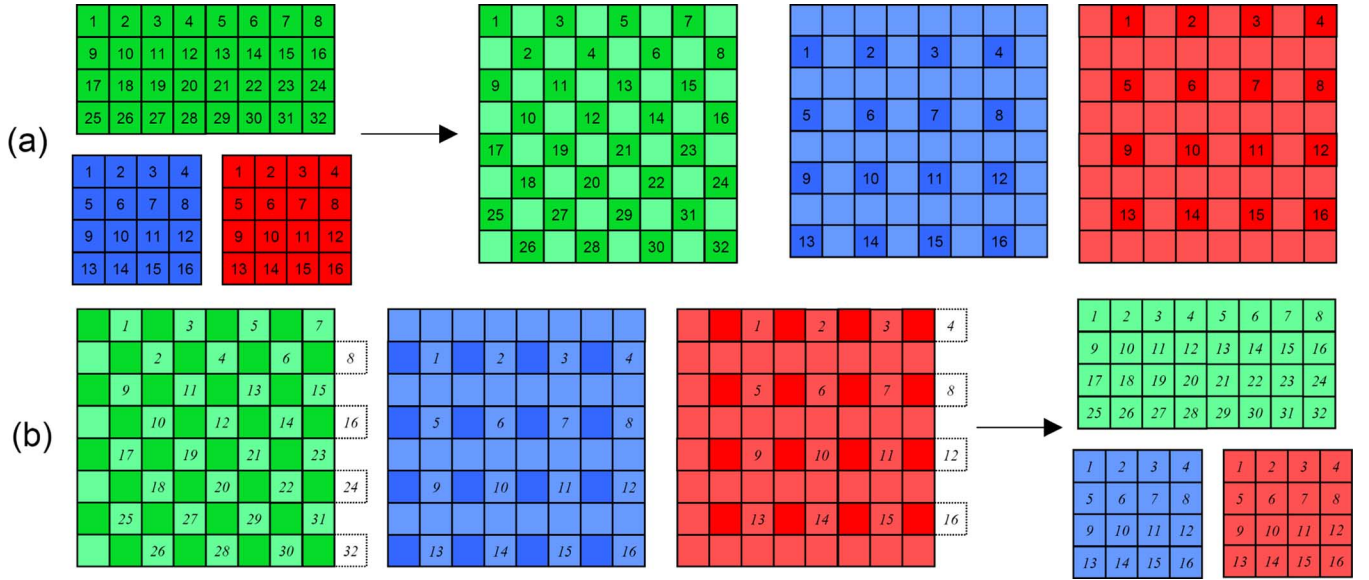 (a)
1 2 3 4 5 6 7 8
9 10 11 12 13 14 15 16
17 18 19 20 21 22 23 24
25 26 27 28 29 30 31 32
1 2 3 4
5 6 7 8
9 10 11 12
13 14 15 16
1 2 3 4
5 6 7 8
9 10 11 12
13 14 15 16
1 3 5 7
2 4 6 8
9 11 13 15
10 12 14 16
17 19 21 23
18 20 22 24
25 27 29 31
26 28 30 32
1 2 3 4
5 6 7 8
9 10 11 12
13 14 15 16
1 2 3 4
5 6 7 8
9 10 11 12
13 14 15 16
(b)
1 3 5 7
2 4 6 8
9 11 13 15
10 12 14 16
17 19 21 23
18 20 22 24
25 27 29 31
26 28 30 32
1 2 3 4
5 6 7 8
9 10 11 12
13 14 15 16
1 2 3 4
5 6 7 8
9 10 11 12
13 14 15 16
1 2 3 4 5 6 7 8
9 10 11 12 13 14 15 16
17 18 19 20 21 22 23 24
25 26 27 28 29 30 31 32
1 2 3 4
5 6 7 8
9 10 11 12
13 14 15 16
1 2 3 4
5 6 7 8
9 10 11 12
13 14 15 16